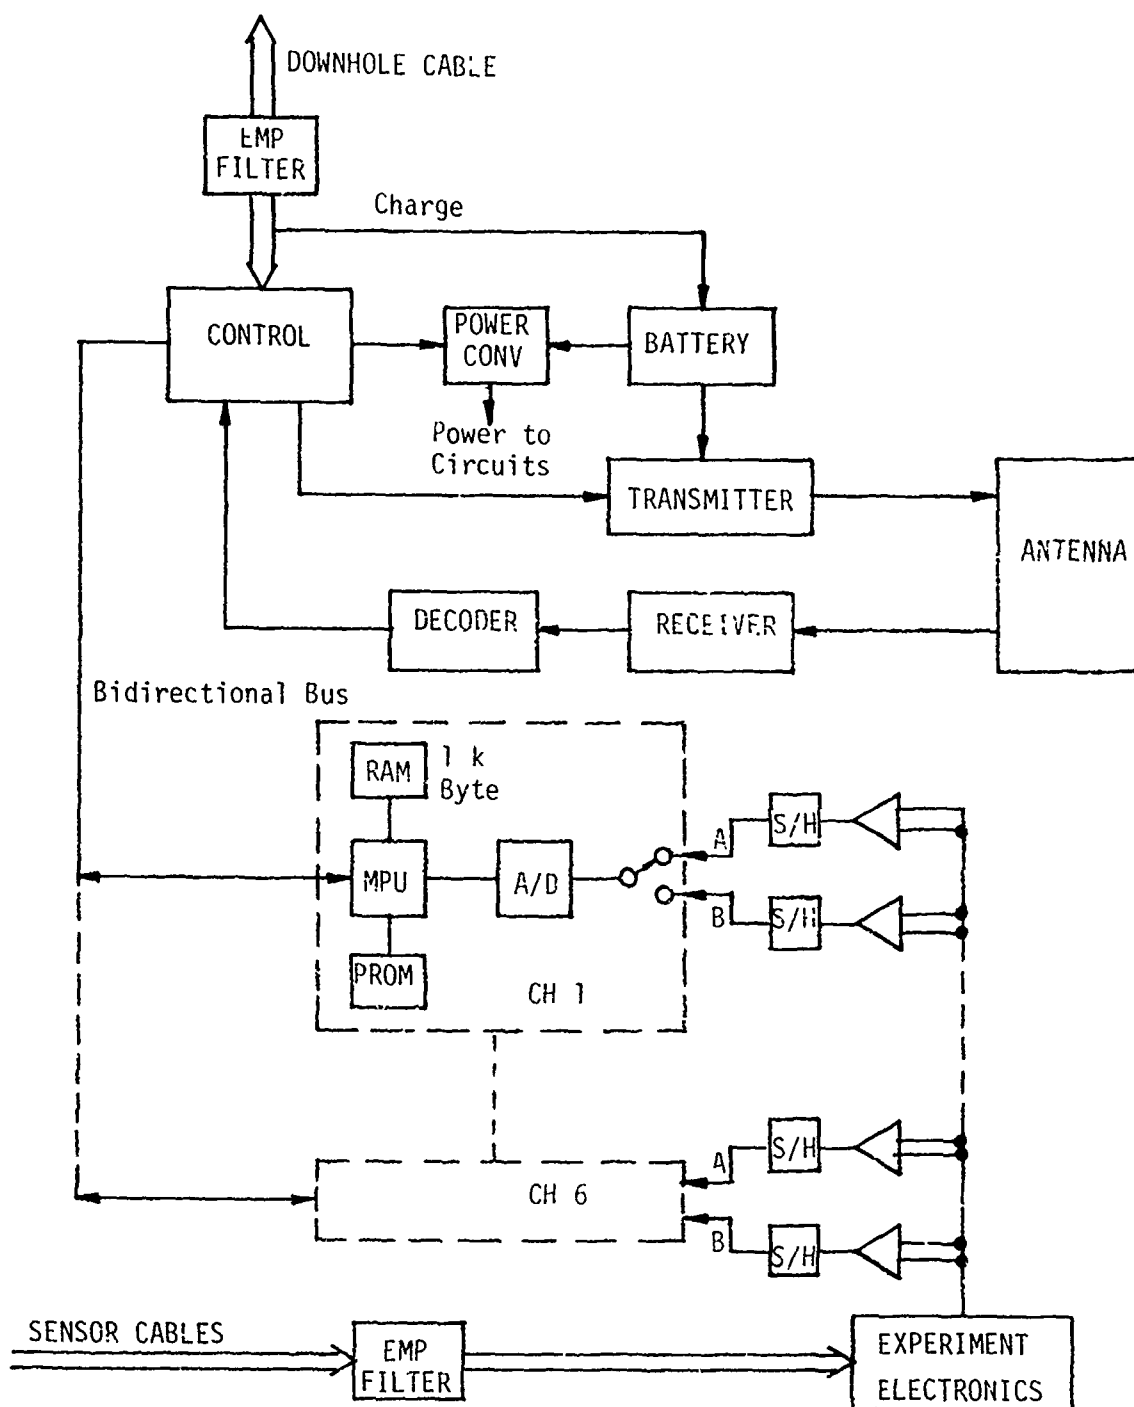 DOWNHOLE CABLE
EMP
FILTER
Charge
CONTROL
POWER
CONV
BATTERY
Power to
Circuits
TRANSMITTER
ANTENNA
DECODER
RECEIVER
Bidirectional Bus
RAM
1 k
Byte
MPU
A/D
PROM
CH 1
A
S/H
B
S/H
CH 6
A
S/H
B
S/H
SENSOR CABLES
EMP
FILTER
EXPERIMENT
ELECTRONICS